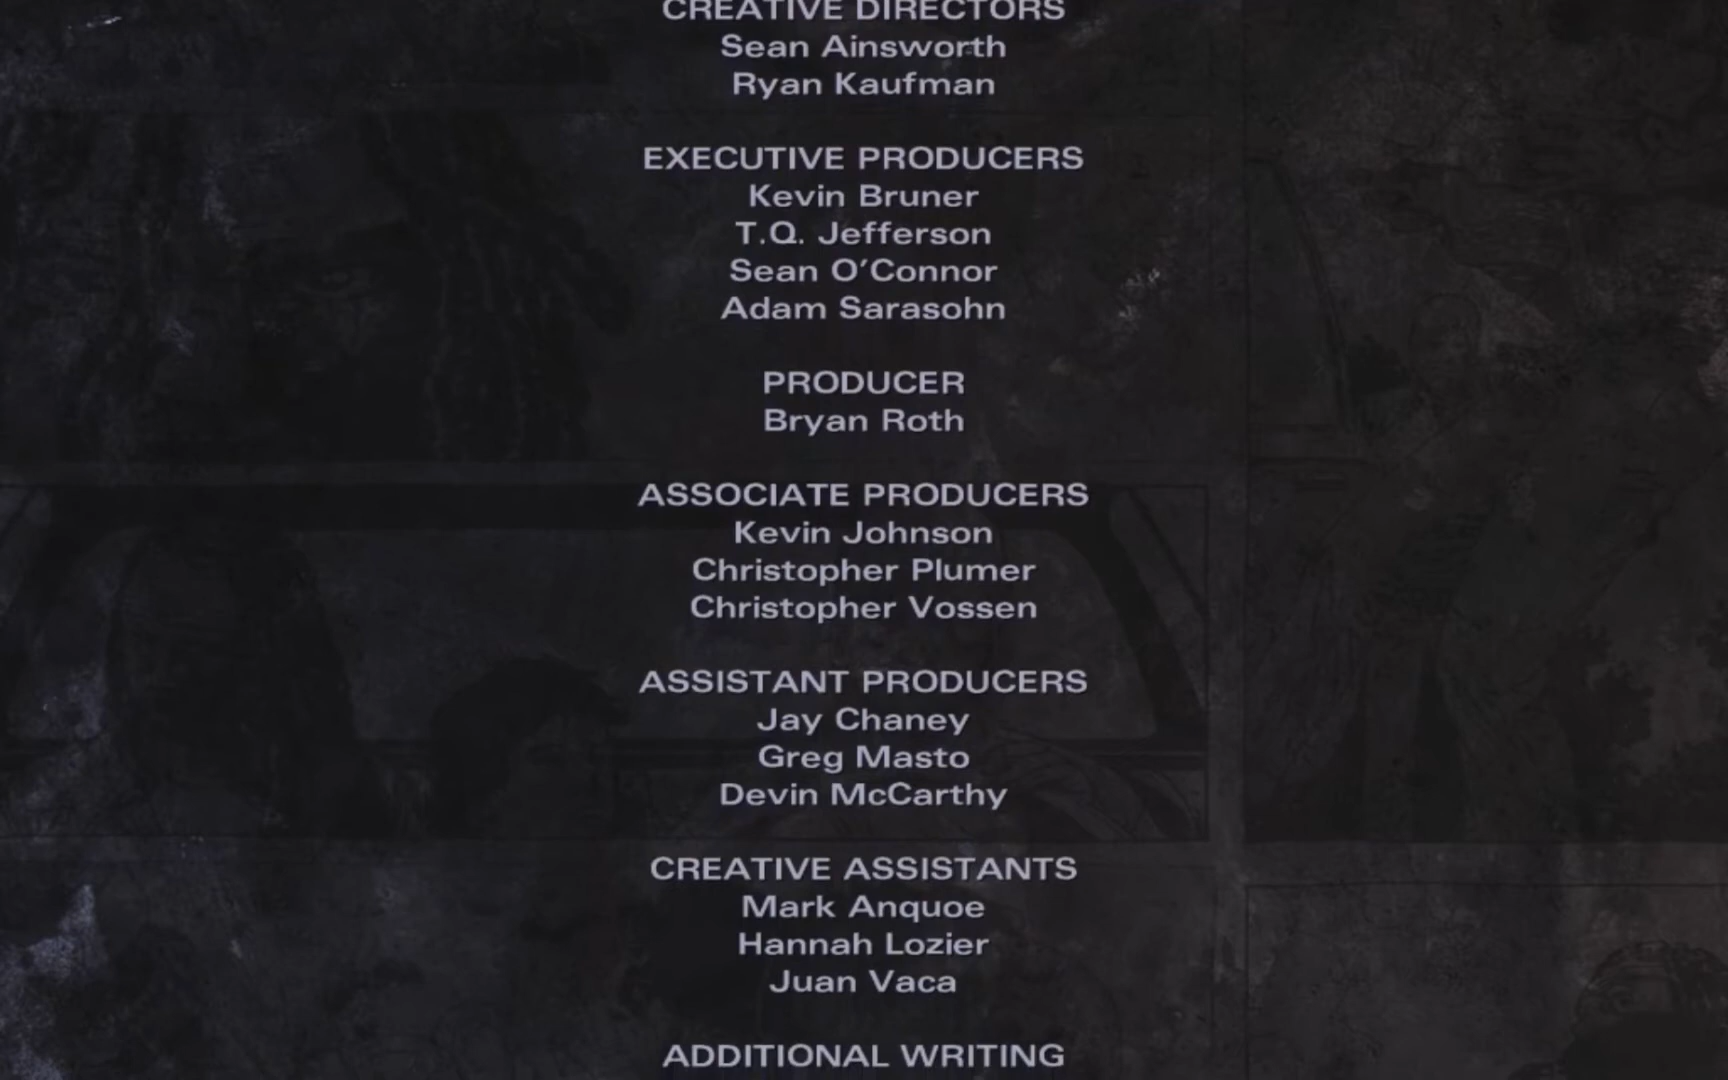 CREATIVE DIRECTORS
Sean Ainsworth
Ryan Kaufman
EXECUTIVE PRODUCERS
Kevin Bruner
T.Q. Jefferson
Sean O'Connor
Adam Sarasohn
PRODUCER
Bryan Roth
ASSOCIATE PRODUCERS
Kevin Johnson
Christopher Plumer
Christopher Vossen
ASSISTANT PRODUCERS
Jay Chaney
Greg Masto
Devin McCarthy
CREATIVE ASSISTANTS
Mark Anquoe
Hannah Lozier
Juan Vaca
ADDITIONAL WRITING